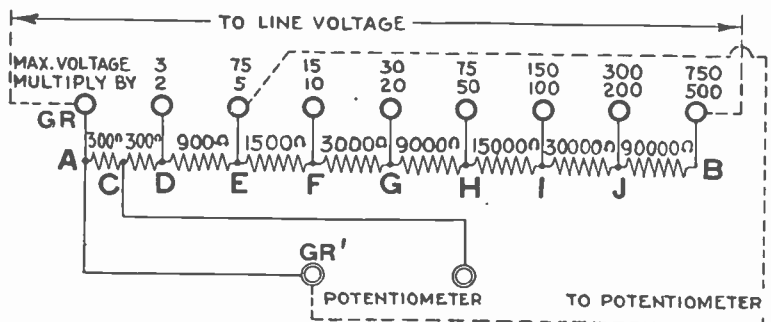 TO LINE VOLTAGE
MAX. VOLTAGE 3 75 15 30 75 150 300 750
MULTIPLY BY 2 5 10 20 50 100 200 500
GR
300Ω 300Ω 900Ω 1500Ω 3000Ω 9000Ω 15000Ω 30000Ω 90000Ω
A C D E F G H I J B
GR'
POTENTIOMETER TO POTENTIOMETER